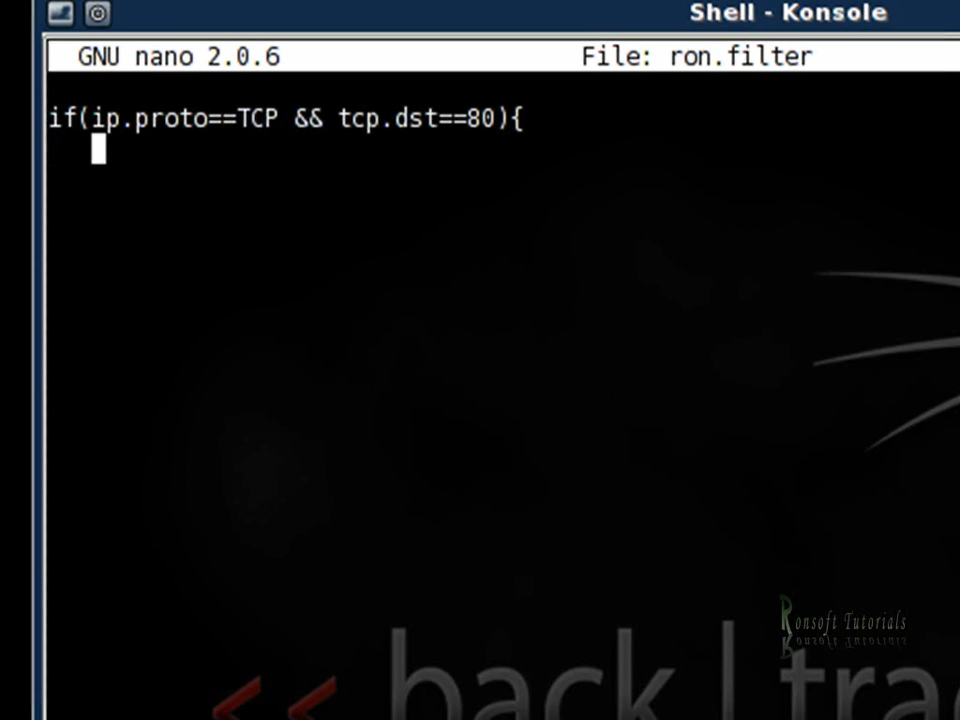 Shell - Konsole
GNU nano 2.0.6 File: ron.filter
if(ip.proto==TCP && tcp.dst==80){
Ronsoft Tutorials
<< back | trac